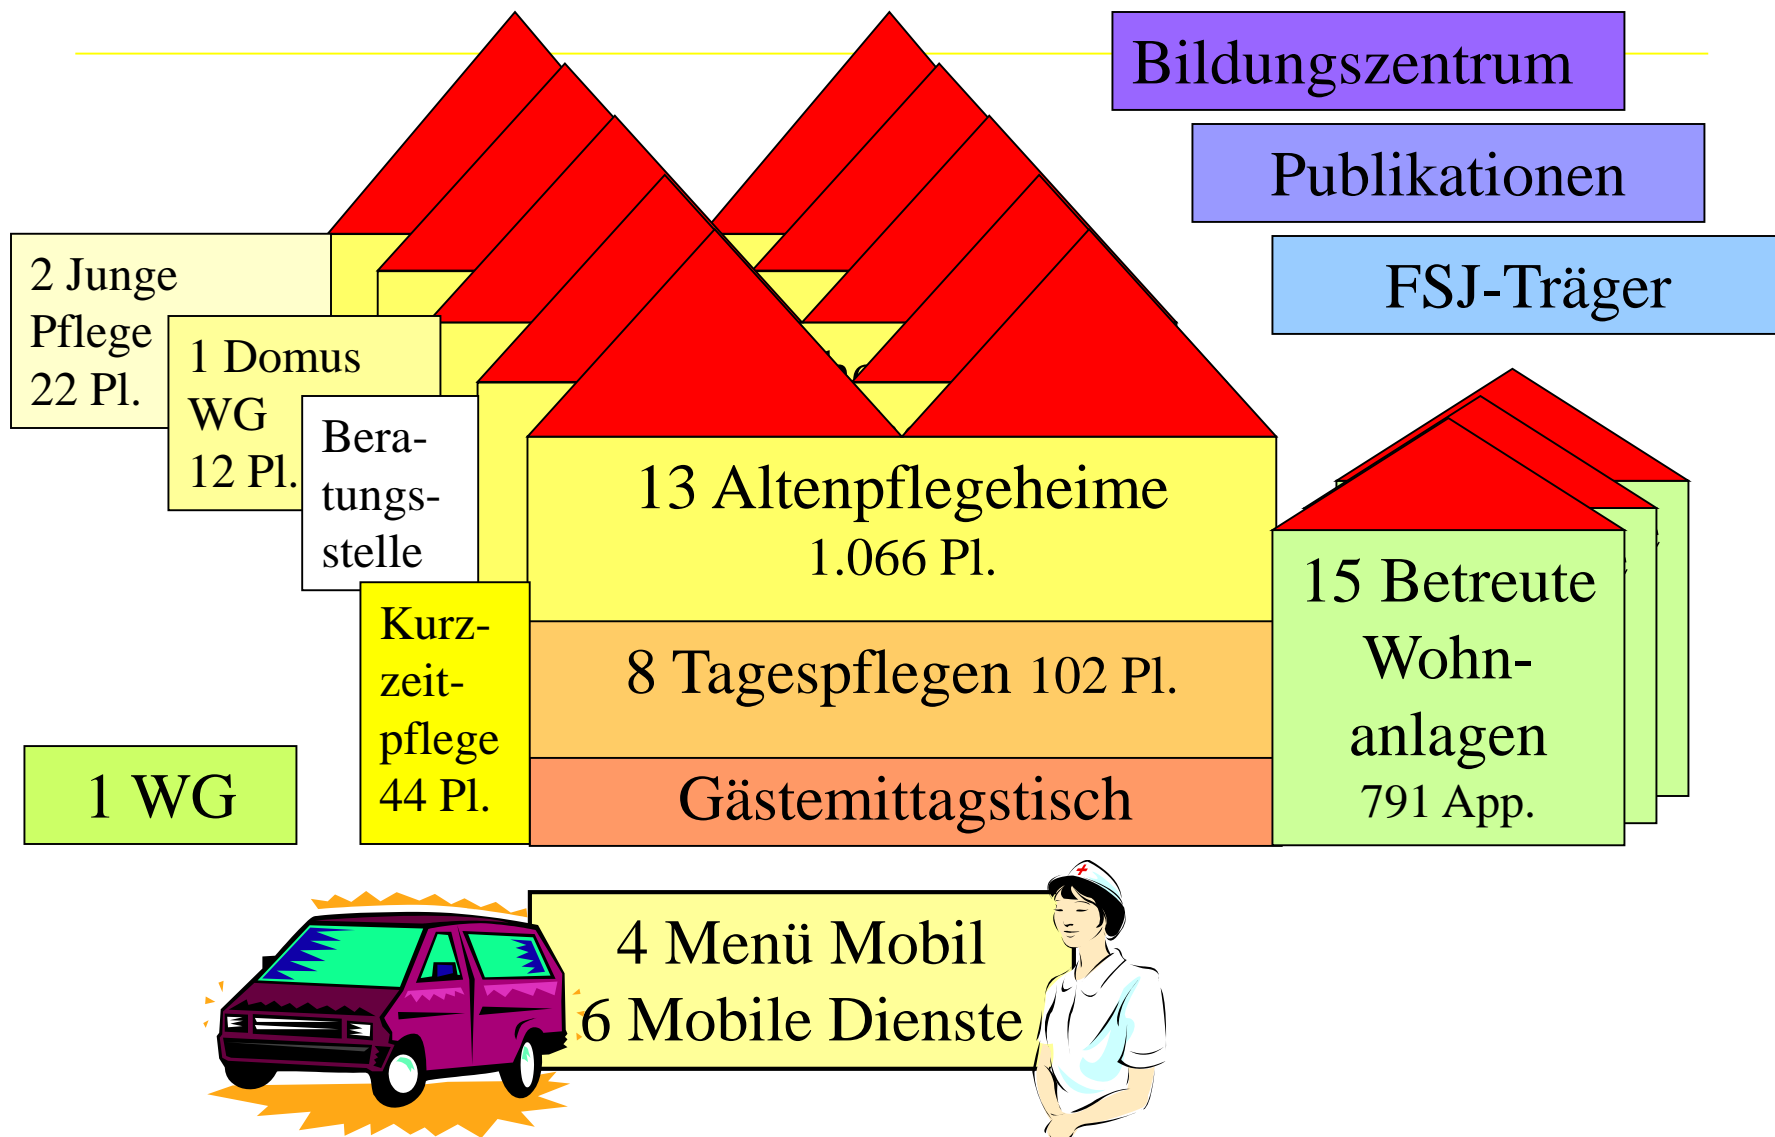 Bildungszentrum
Publikationen
FSJ-Träger
2 Junge
Pflege
22 Pl.
1 Domus
WG
12 Pl.
Bera-
tungs-
stelle
Kurz-
zeit-
pflege
44 Pl.
1 WG
13 Altenpflegeheime
1.066 Pl.
8 Tagespflegen 102 Pl.
Gästemittagstisch
15 Betreute
Wohn-
anlagen
791 App.
4 Menü Mobil
6 Mobile Dienste